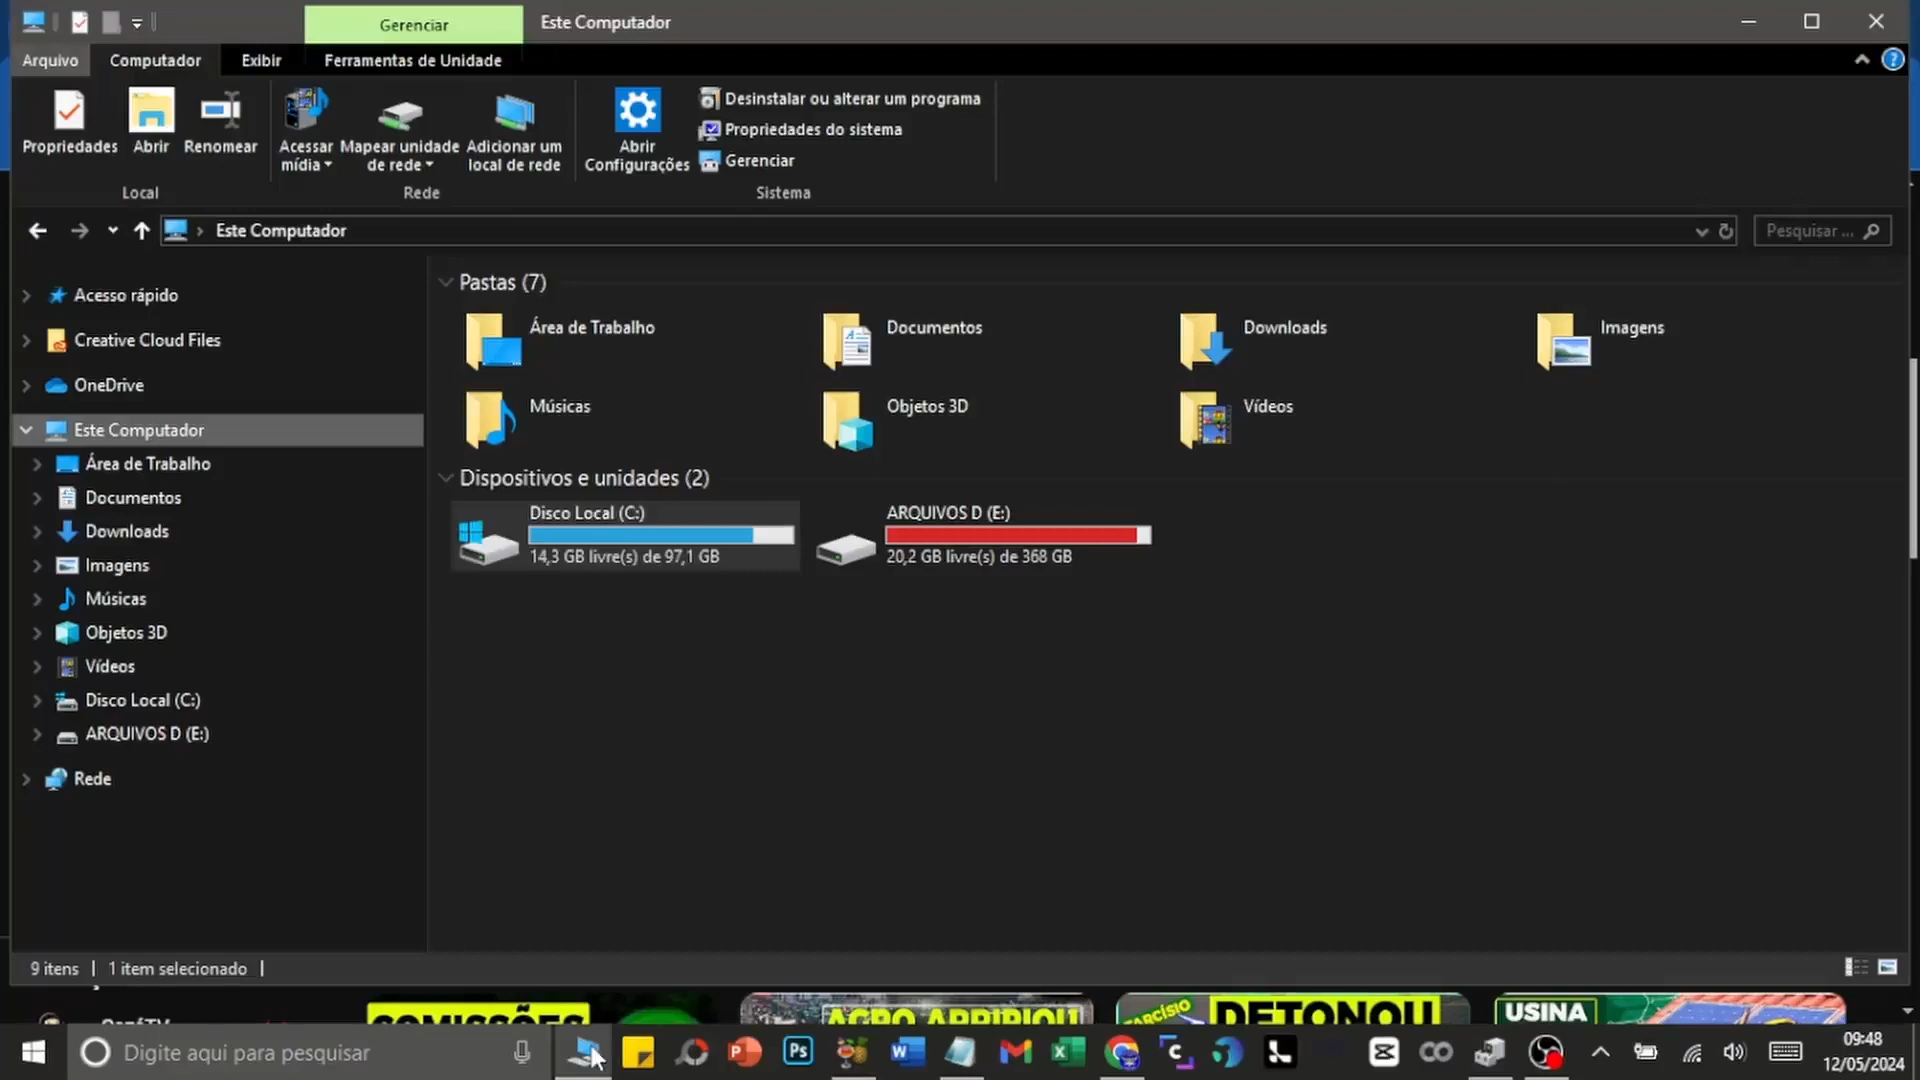 Gerenciar
Este Computador
Arquivo
Computador
Exibir
Ferramentas de Unidade
Propriedades
Abrir
Renomear
Acessar
mídia
Mapear unidade
de rede
Adicionar um
local de rede
Abrir
Configurações
Desinstalar ou alterar um programa
Propriedades do sistema
Gerenciar
Local
Rede
Sistema
Este Computador
Pesquisar ...
Acesso rápido
Creative Cloud Files
OneDrive
Este Computador
Área de Trabalho
Documentos
Downloads
Imagens
Músicas
Objetos 3D
Vídeos
Disco Local (C:)
ARQUIVOS D (E:)
Rede
Pastas (7)
Área de Trabalho
Documentos
Downloads
Imagens
Músicas
Objetos 3D
Vídeos
Dispositivos e unidades (2)
Disco Local (C:)
14,3 GB livre(s) de 97,1 GB
ARQUIVOS D (E:)
20,2 GB livre(s) de 368 GB
9 itens
1 item selecionado
COMISSÕES
AGRO ARRIPIOU
TARCÍSIO
DETONOU
USINA
Digite aqui para pesquisar
09:48
12/05/2024